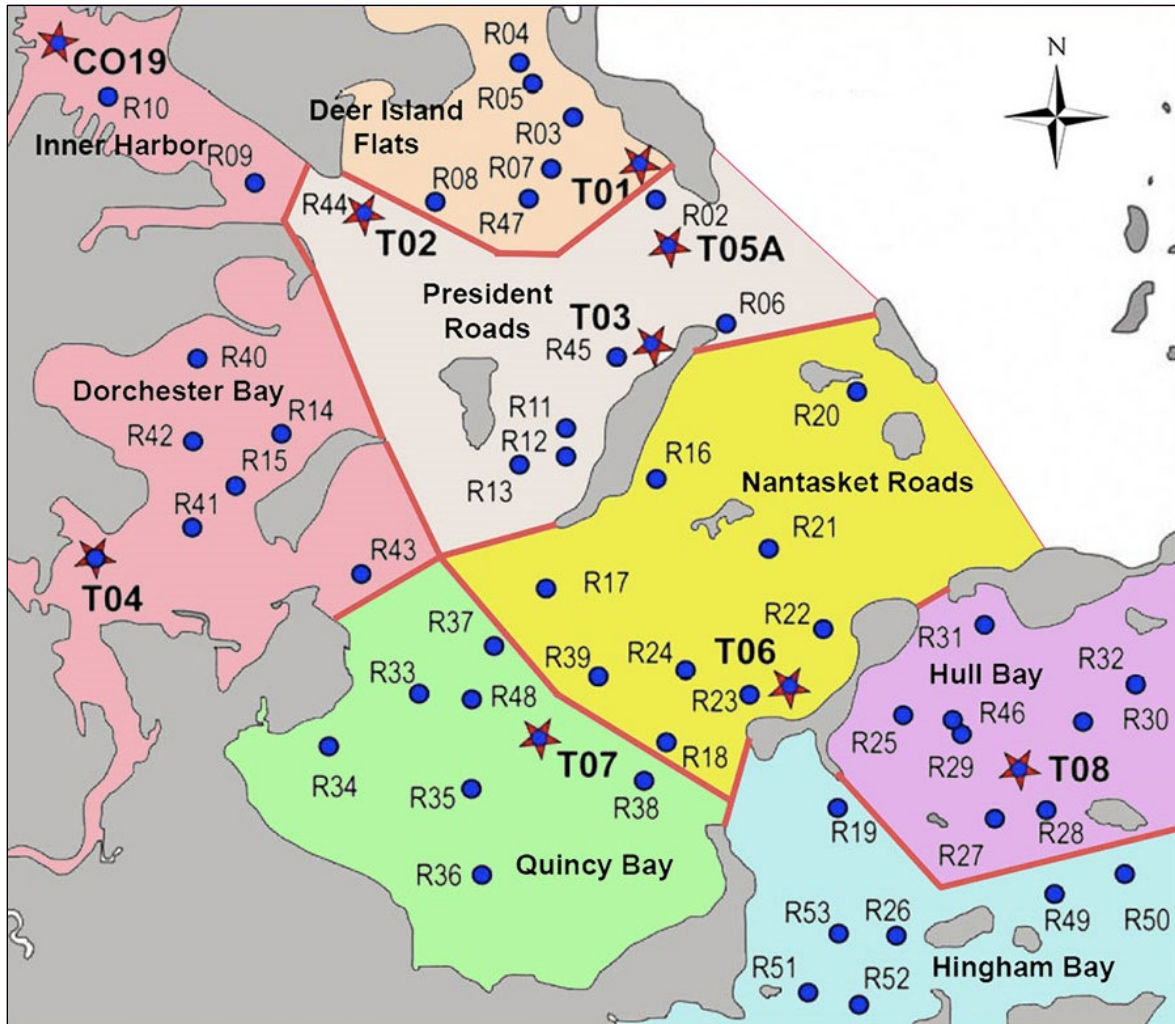 R04
N
CO19
R05
R10
Deer Island
Flats
R03
Inner Harbor
R09
R07
T01
R08
R44
R47
R02
T02
T05A
President
Roads
T03
R06
R45
R40
Dorchester Bay
R20
R14
R11
R42
R12
R15
R16
R13
Nantasket Roads
R41
R21
R43
T04
R17
R22
R37
R31
R24
T06
R39
R32
R33
Hull Bay
R48
R23
R46
R30
R25
R18
R29
T07
T08
R34
R35
R38
R19
R28
R27
Quincy Bay
R36
R53
R26
R49
R50
Hingham Bay
R51
R52